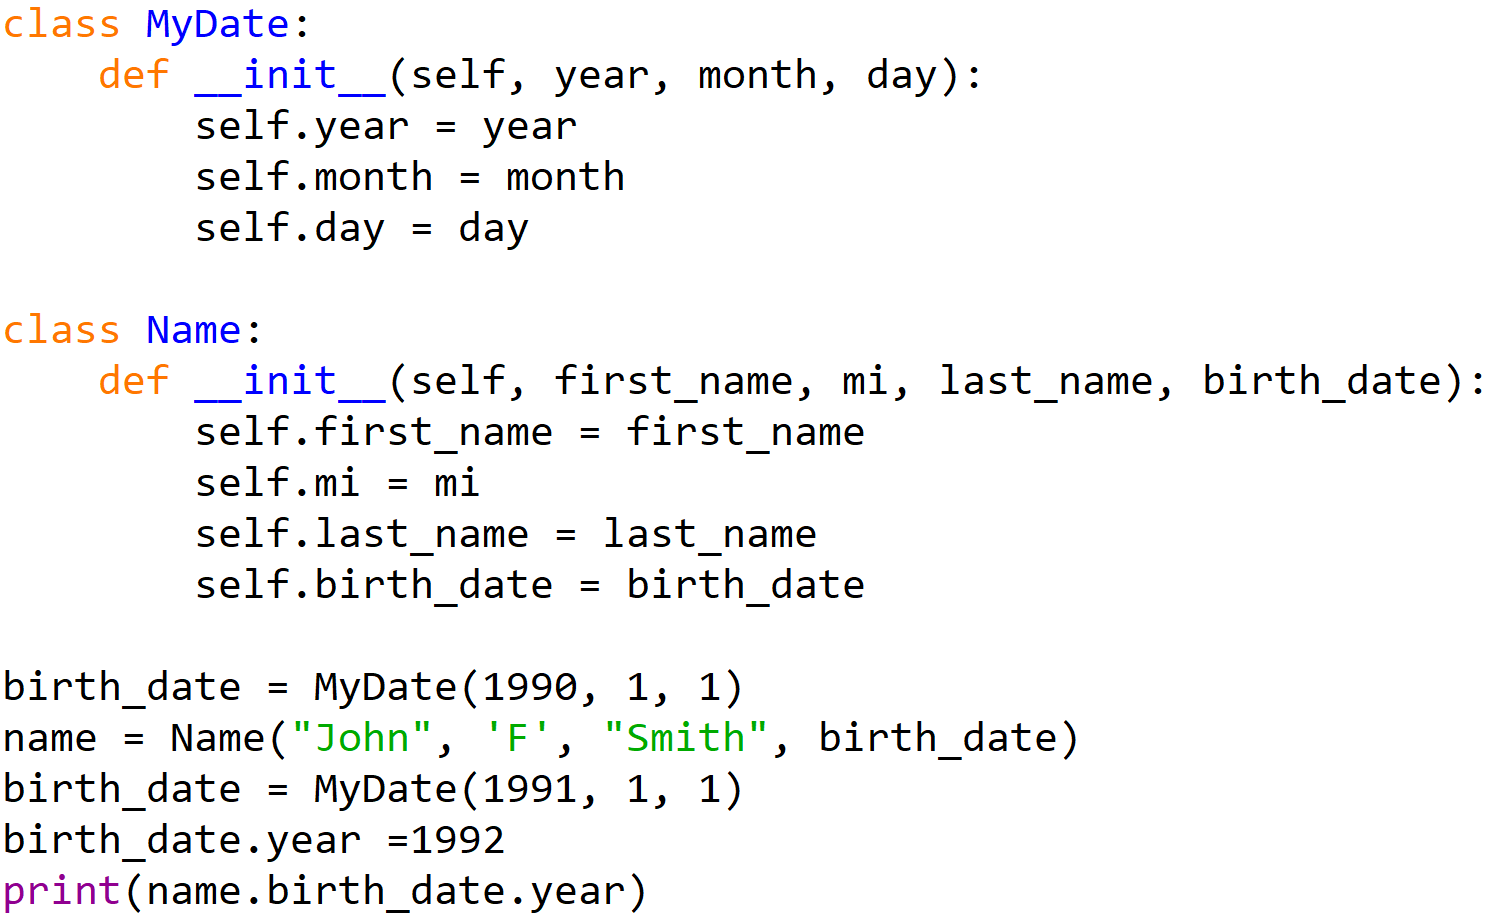 class MyDate:
    def __init__(self, year, month, day):
        self.year = year
        self.month = month
        self.day = day

class Name:
    def __init__(self, first_name, mi, last_name, birth_date):
        self.first_name = first_name
        self.mi = mi
        self.last_name = last_name
        self.birth_date = birth_date

birth_date = MyDate(1990, 1, 1)
name = Name("John", 'F', "Smith", birth_date)
birth_date = MyDate(1991, 1, 1)
birth_date.year =1992
print(name.birth_date.year)